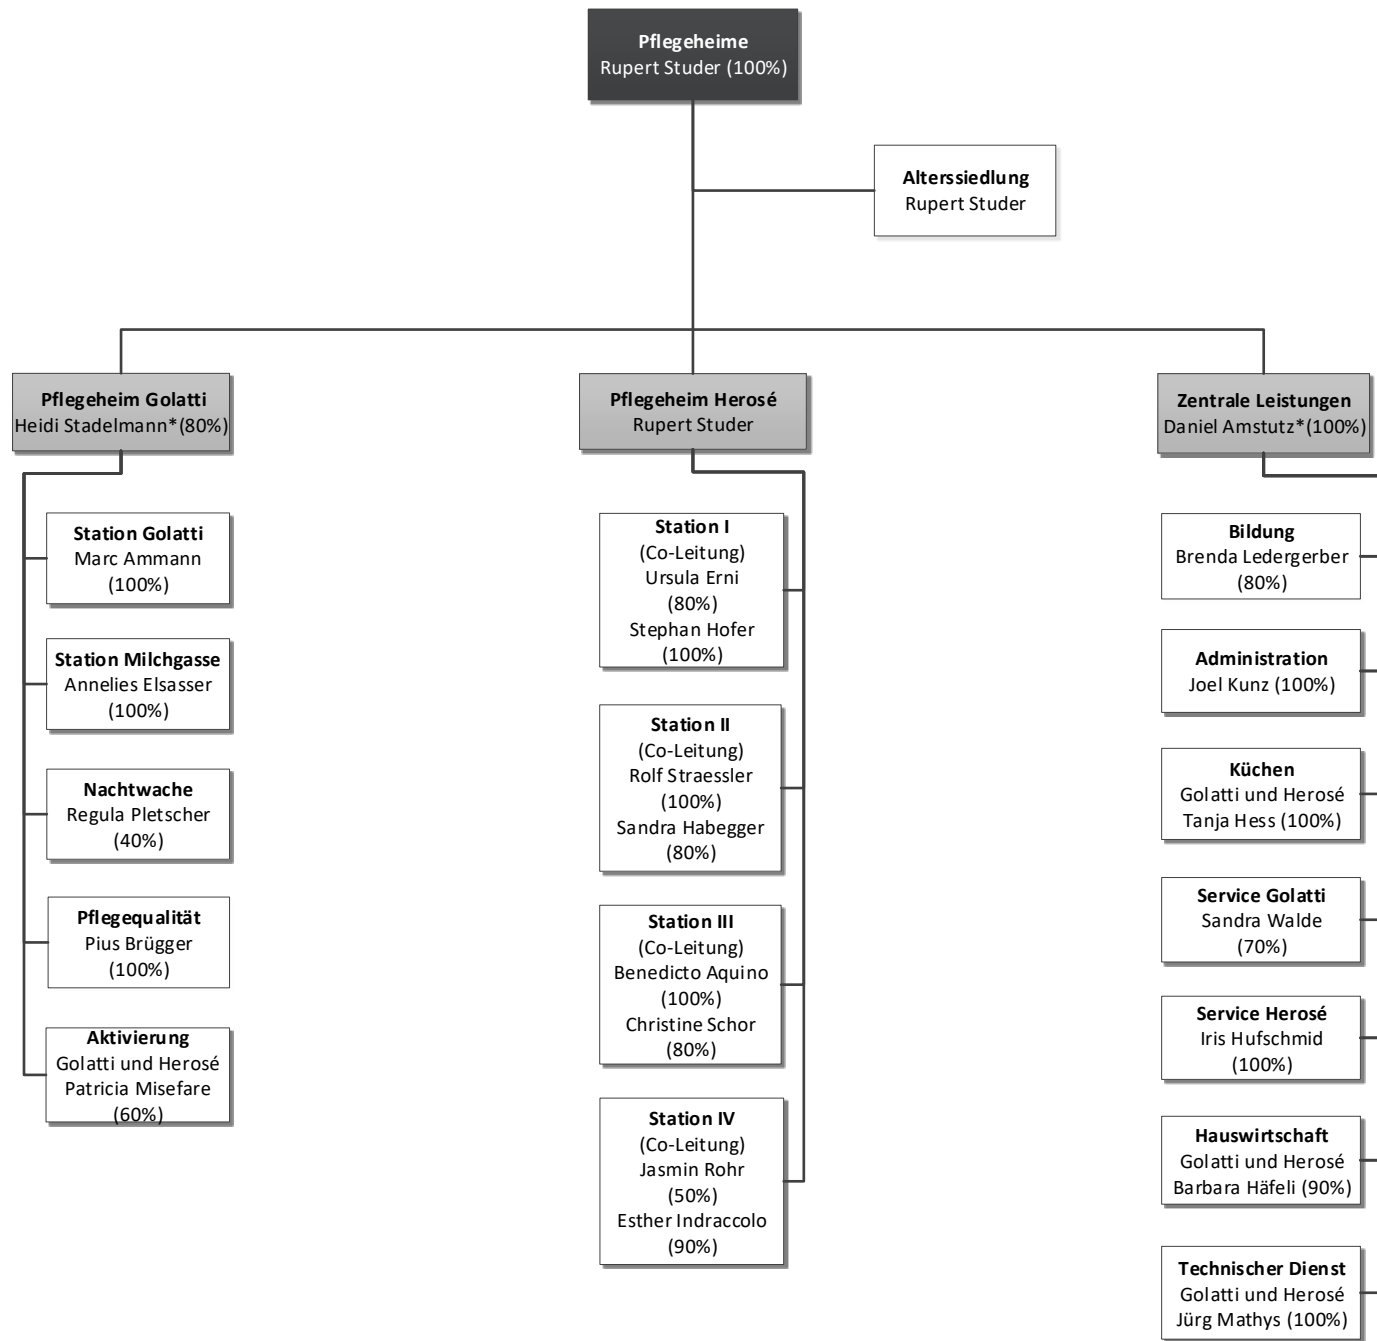 Pflegeheime
Rupert Studer (100%)
Alterssiedlung
Rupert Studer
Pflegeheim Golatti
Heidi Stadelmann*(80%)
Pflegeheim Herosé
Rupert Studer
Zentrale Leistungen
Daniel Amstutz*(100%)
Station Golatti
Marc Ammann
(100%)
Station Milchgasse
Annelies Elsasser
(100%)
Nachtwache
Regula Pletscher
(40%)
Pflegequalität
Pius Brügger
(100%)
Aktivierung
Golatti und Herosé
Patricia Misefare
(60%)
Station I
(Co-Leitung)
Ursula Erni
(80%)
Stephan Hofer
(100%)
Station II
(Co-Leitung)
Rolf Straessler
(100%)
Sandra Habegger
(80%)
Station III
(Co-Leitung)
Benedicto Aquino
(100%)
Christine Schor
(80%)
Station IV
(Co-Leitung)
Jasmin Rohr
(50%)
Esther Indraccolo
(90%)
Bildung
Brenda Ledergerber
(80%)
Administration
Joel Kunz (100%)
Küchen
Golatti und Herosé
Tanja Hess (100%)
Service Golatti
Sandra Walde
(70%)
Service Herosé
Iris Hufschmid
(100%)
Hauswirtschaft
Golatti und Herosé
Barbara Häfeli (90%)
Technischer Dienst
Golatti und Herosé
Jürg Mathys (100%)